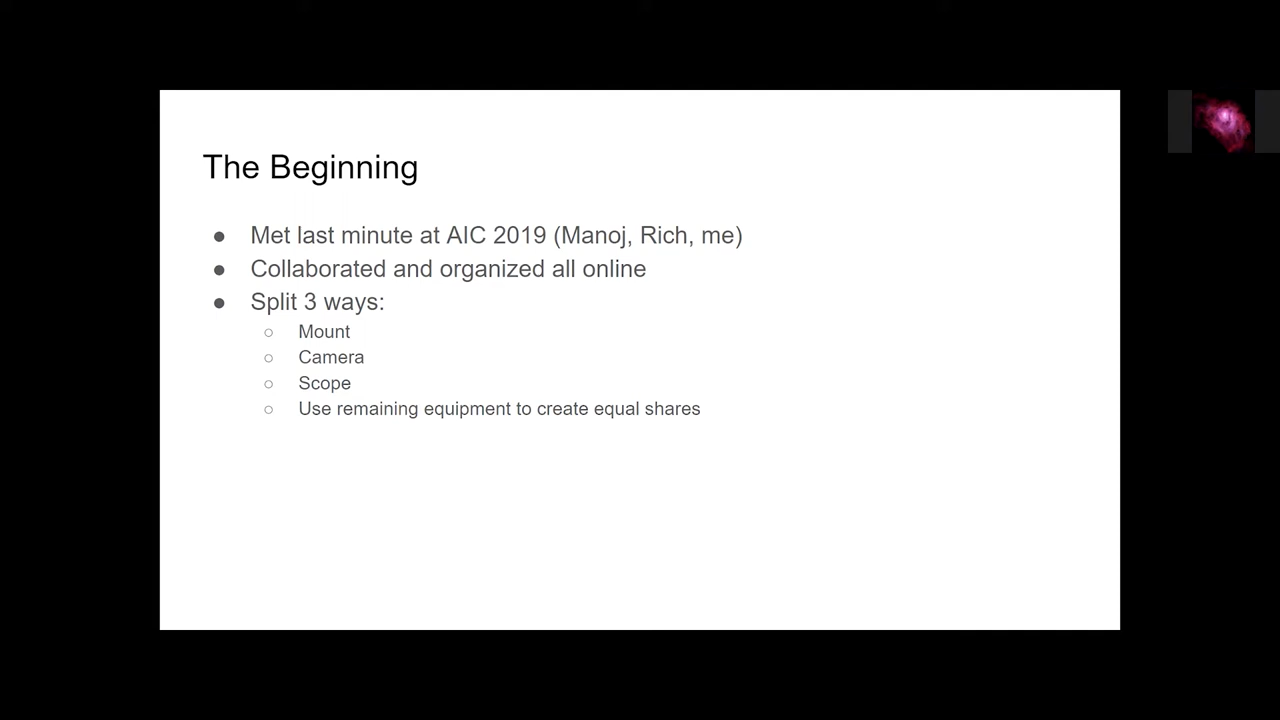 The Beginning
● Met last minute at AIC 2019 (Manoj, Rich, me)
● Collaborated and organized all online
● Split 3 ways:
○ Mount
○ Camera
○ Scope
○ Use remaining equipment to create equal shares